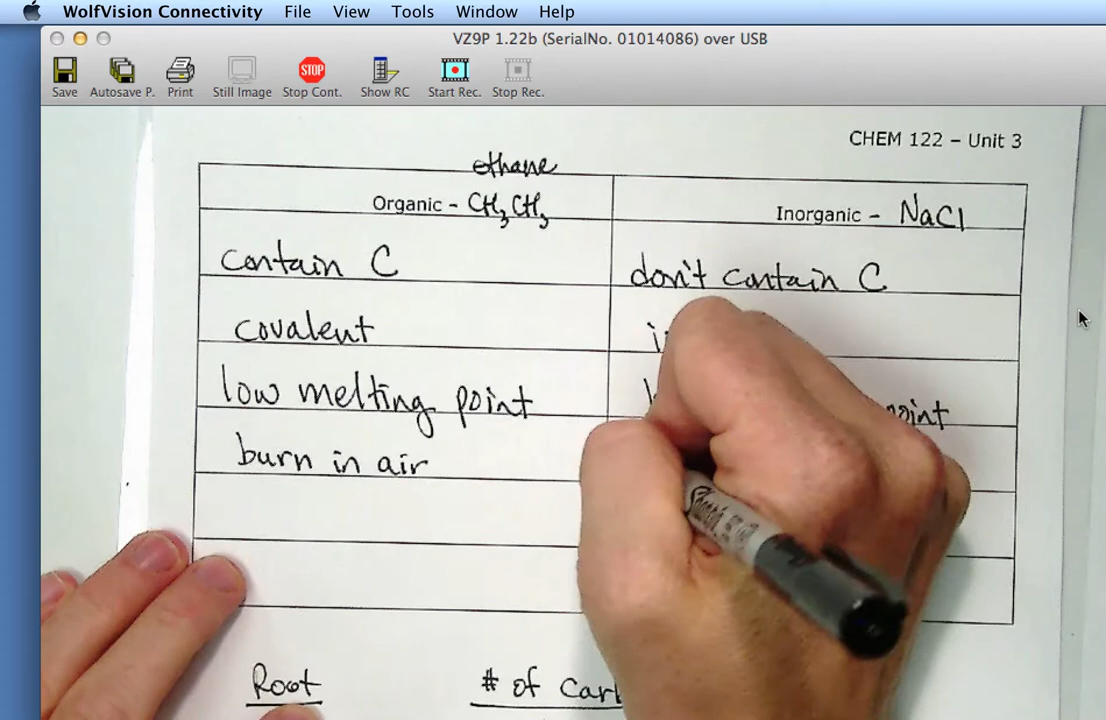 WolfVision Connectivity File View Tools Window Help
VZ9P 1.22b (SerialNo. 01014086) over USB
Save Autosave P. Print Still Image STOP Stop Cont. Show RC Start Rec. Stop Rec.
CHEM 122 – Unit 3
ethane
Organic - CH3CH3
Inorganic - NaCl
contain C
don't contain C
covalent
low melting point
point
burn in air
Root
# of